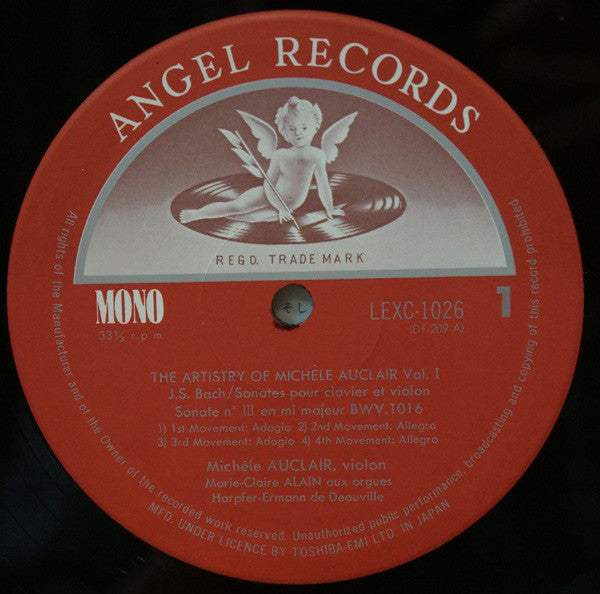 ANGEL RECORDS
REGD. TRADE MARK
MONO
33⅓ r.p.m.
そし
LEXC-1026
(DF-209-A)
1
THE ARTISTRY OF MICHÈLE AUCLAIR Vol. I
J.S. Bach/Sonates pour clavier et violon
Sonate n° III en mi majeur BWV.1016
1) 1st Movement: Adagio 2) 2nd Movement: Allegro
3) 3rd Movement: Adagio 4) 4th Movement: Allegro
Michèle AUCLAIR, violon
Marie-Claire ALAIN aux orgues
Harpfer-Ermann de Deauville
All rights of the Manufacturer and of the Owner of the recorded work reserved. Unauthorized public performance, broadcasting and copying of this record prohibited
MFD. UNDER LICENCE BY TOSHIBA-EMI LTD. IN JAPAN